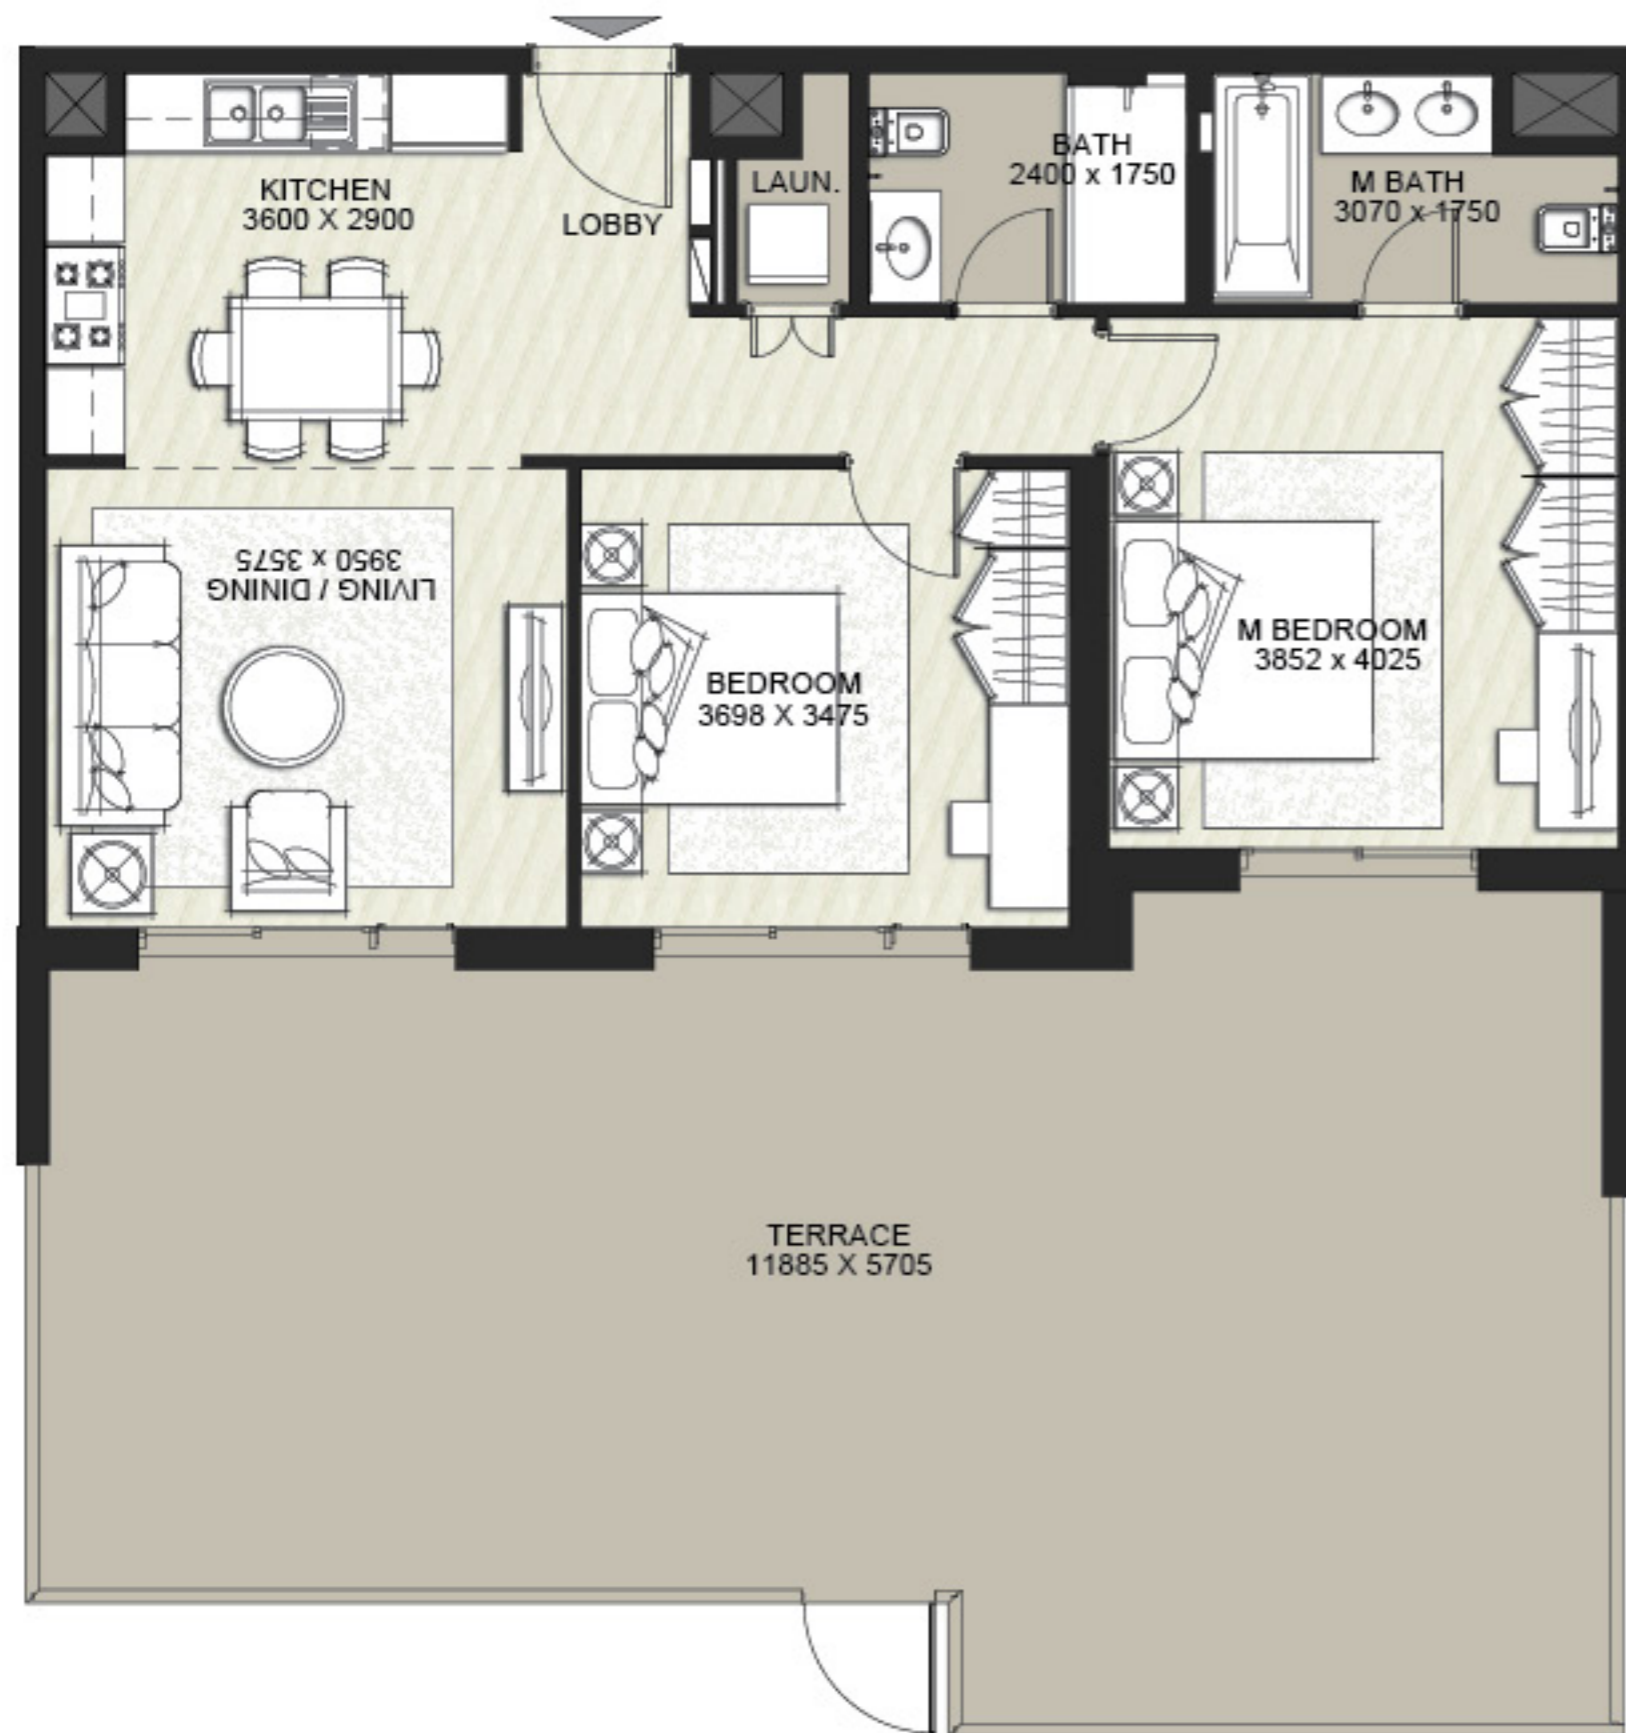 KITCHEN
3600 X 2900
LOBBY
LAUN.
BATH
2400 x 1750
M BATH
3070 x 1750
LIVING / DINING
3950 x 3575
BEDROOM
3698 X 3475
M BEDROOM
3852 x 4025
TERRACE
11885 X 5705